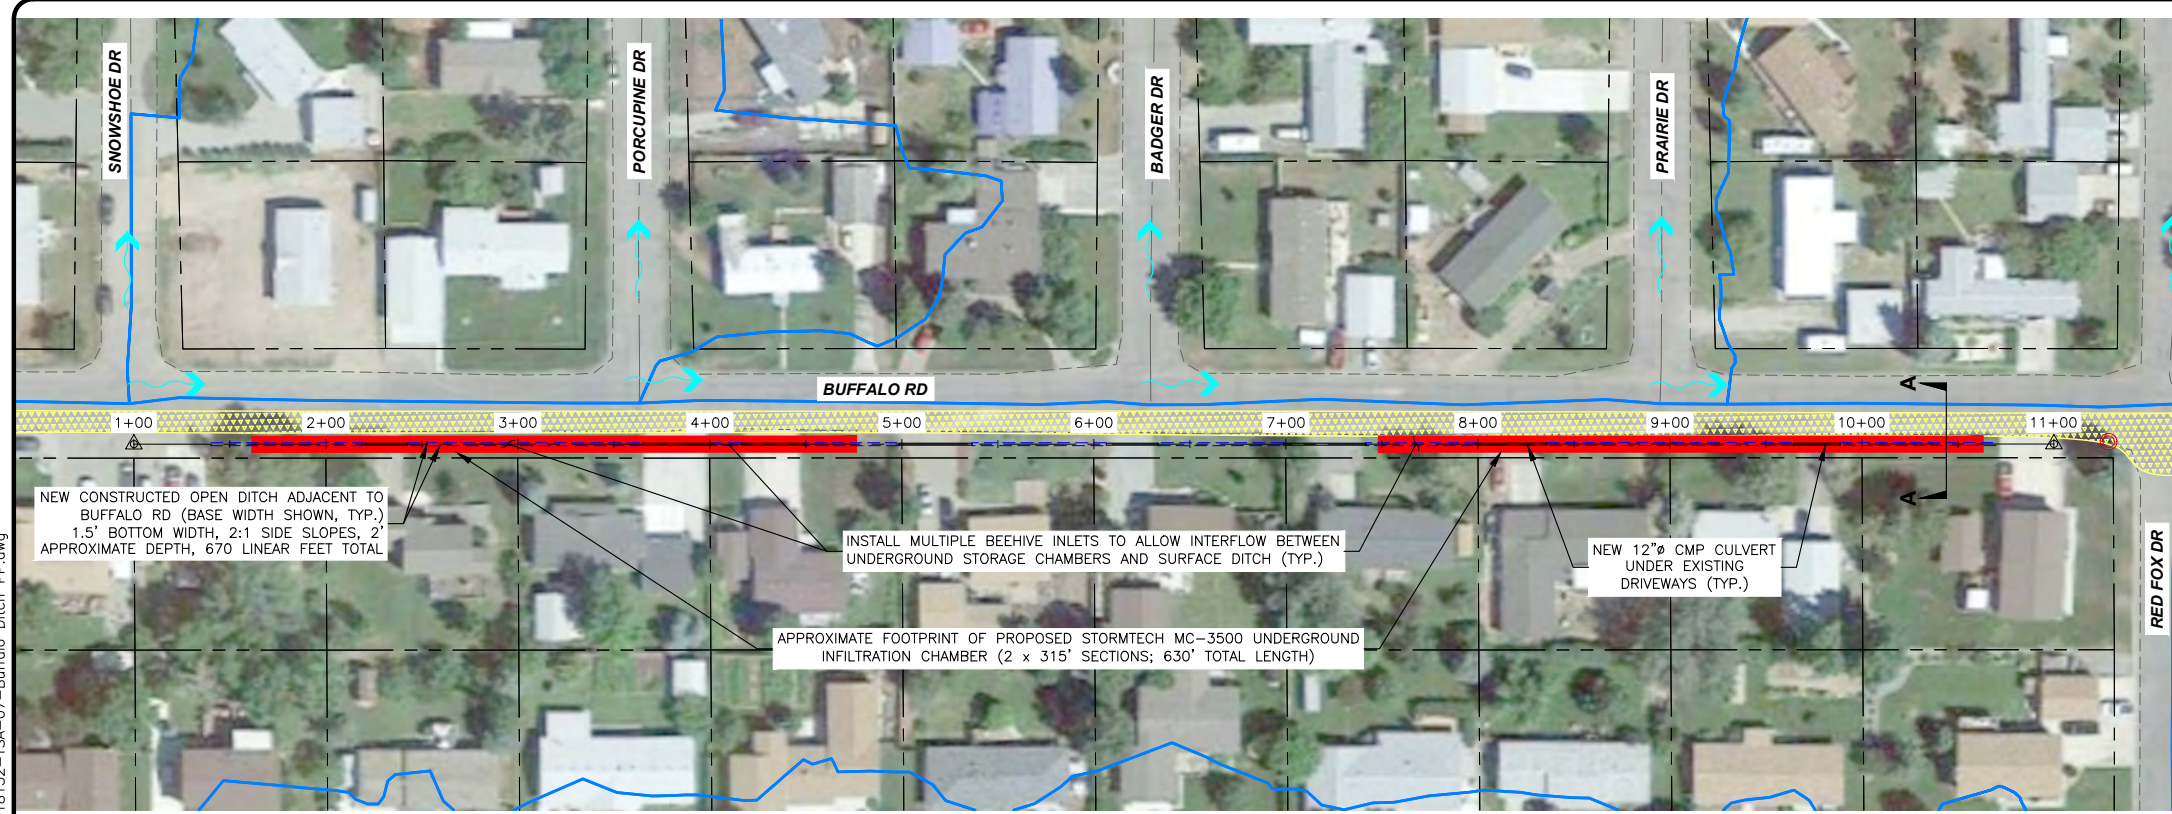 SNOWSHOE DR
PORCUPINE DR
BADGER DR
PRAIRIE DR
BUFFALO RD
A
1+00
2+00
3+00
4+00
5+00
6+00
7+00
8+00
9+00
10+00
11+00
A
NEW CONSTRUCTED OPEN DITCH ADJACENT TO
BUFFALO RD (BASE WIDTH SHOWN, TYP.)
1.5' BOTTOM WIDTH, 2:1 SIDE SLOPES, 2'
APPROXIMATE DEPTH, 670 LINEAR FEET TOTAL
INSTALL MULTIPLE BEEHIVE INLETS TO ALLOW INTERFLOW BETWEEN
UNDERGROUND STORAGE CHAMBERS AND SURFACE DITCH (TYP.)
NEW 12"ø CMP CULVERT
UNDER EXISTING
DRIVEWAYS (TYP.)
APPROXIMATE FOOTPRINT OF PROPOSED STORMTECH MC-3500 UNDERGROUND
INFILTRATION CHAMBER (2 x 315' SECTIONS; 630' TOTAL LENGTH)
RED FOX DR